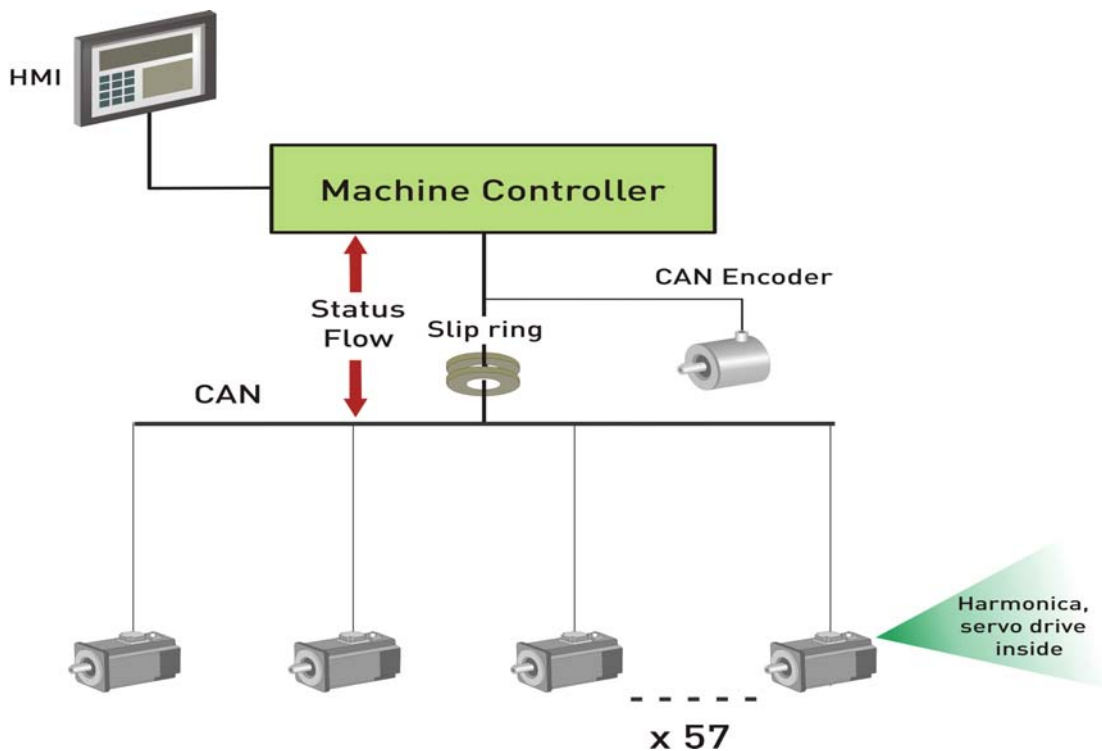 HMI
Machine Controller
CAN Encoder
Status
Flow
Slip ring
CAN
Harmonica,
servo drive
inside
x 57